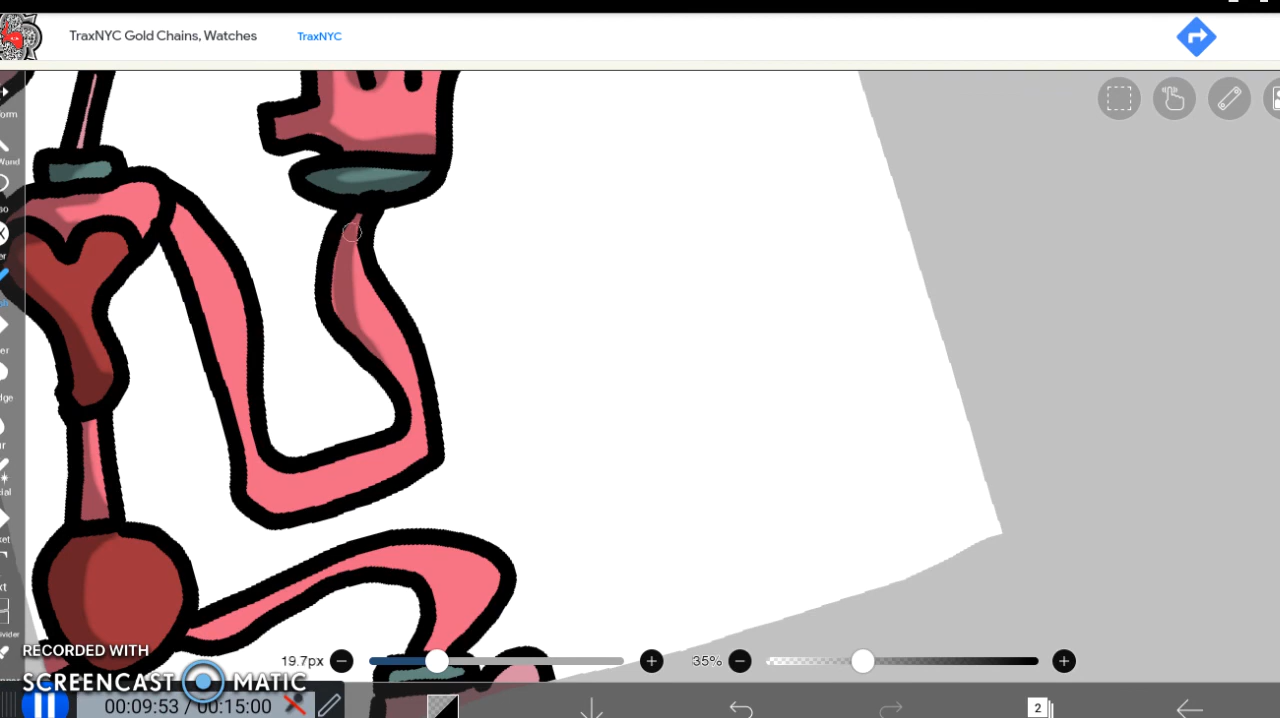 TraxNYC Gold Chains, Watches TraxNYC
19.7px 35%
RECORDED WITH
SCREENCAST MATIC
00:09:53 / 00:15:00
2